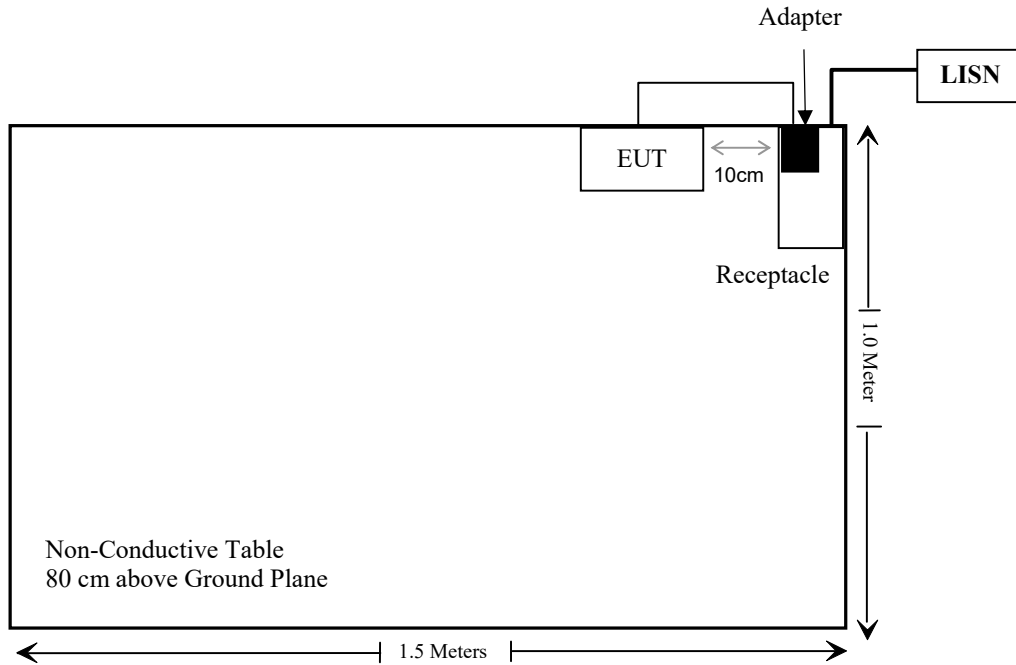 Adapter
LISN
EUT
10cm
Receptacle
1.0 Meter
Non-Conductive Table
80 cm above Ground Plane
1.5 Meters